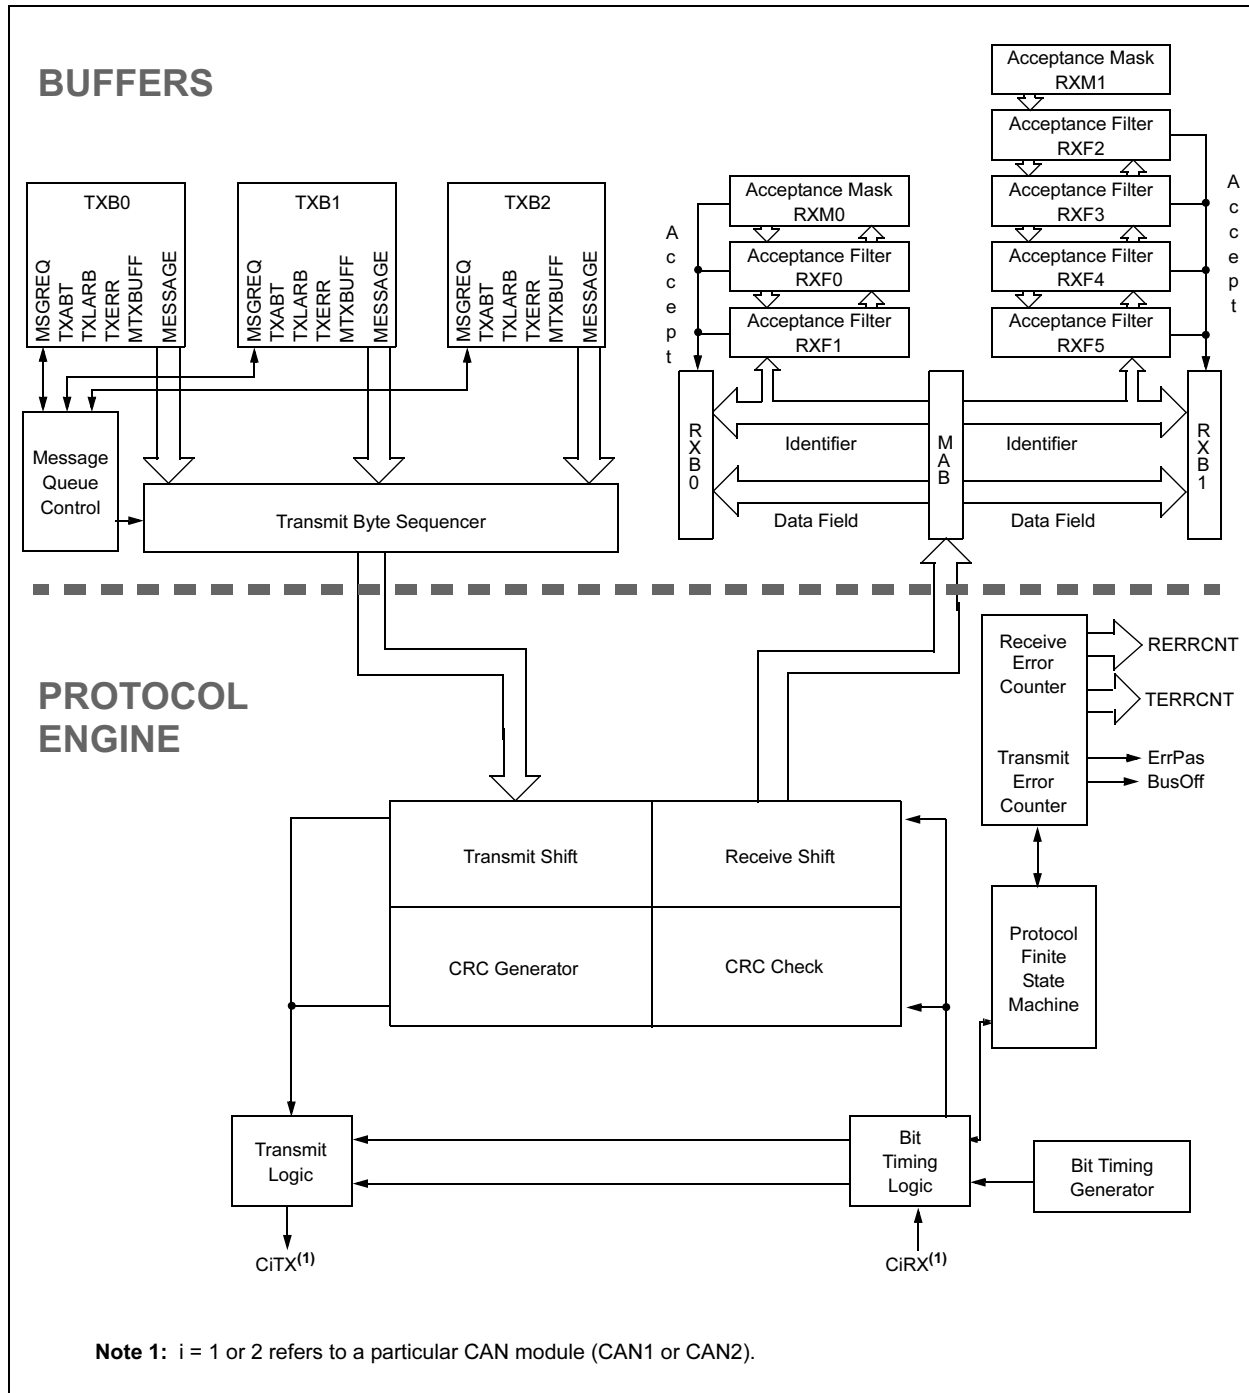 BUFFERS
Acceptance Mask
RXM1
Acceptance Filter
RXF2
Acceptance Filter
RXF3
Acceptance Filter
RXF4
Acceptance Filter
RXF5
Accept
Acceptance Mask
RXM0
Acceptance Filter
RXF0
Acceptance Filter
RXF1
Accept
TXB0
MSGREQ
TXABT
TXLARB
TXERR
MTXBUFF
MESSAGE
TXB1
MSGREQ
TXABT
TXLARB
TXERR
MTXBUFF
MESSAGE
TXB2
MSGREQ
TXABT
TXLARB
TXERR
MTXBUFF
MESSAGE
Message
Queue
Control
Transmit Byte Sequencer
RXB0
Identifier
Data Field
MAB
Identifier
Data Field
RXB1
PROTOCOL
ENGINE
Receive
Error
Counter
RERRCNT
TERRCNT
Transmit
Error
Counter
ErrPas
BusOff
Transmit Shift
Receive Shift
CRC Generator
CRC Check
Protocol
Finite
State
Machine
Transmit
Logic
Bit
Timing
Logic
Bit Timing
Generator
CiTX(1)
CiRX(1)
Note 1: i = 1 or 2 refers to a particular CAN module (CAN1 or CAN2).